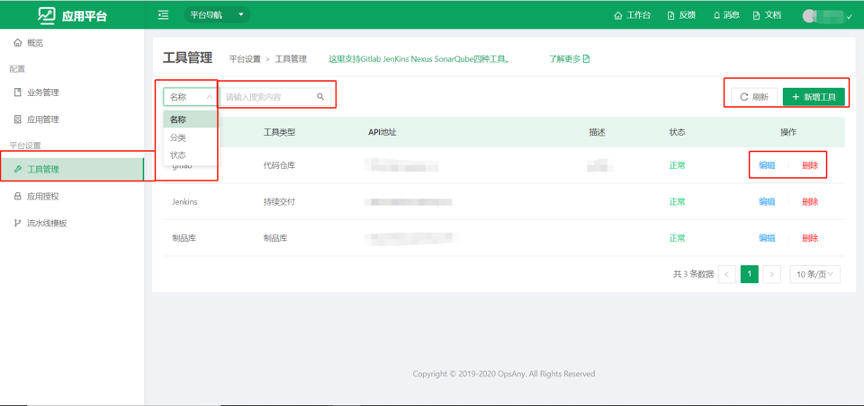 应用平台
平台导航
工作台 反馈 消息 文档
概览
配置
业务管理
应用管理
平台设置
工具管理
应用授权
流水线模板
工具管理 平台设置 > 工具管理 这里支持Gitlab JenKins Nexus SonarQube四种工具。 了解更多
名称 请输入搜索内容 刷新 + 新增工具
名称
分类
状态
工具类型 API地址 描述 状态 操作
gitlab 代码仓库 正常 编辑 删除
Jenkins 持续交付 正常 编辑 删除
制品库 制品库 正常 编辑 删除
共 3 条数据 < 1 > 10 条/页
Copyright © 2019-2020 OpsAny. All Rights Reserved